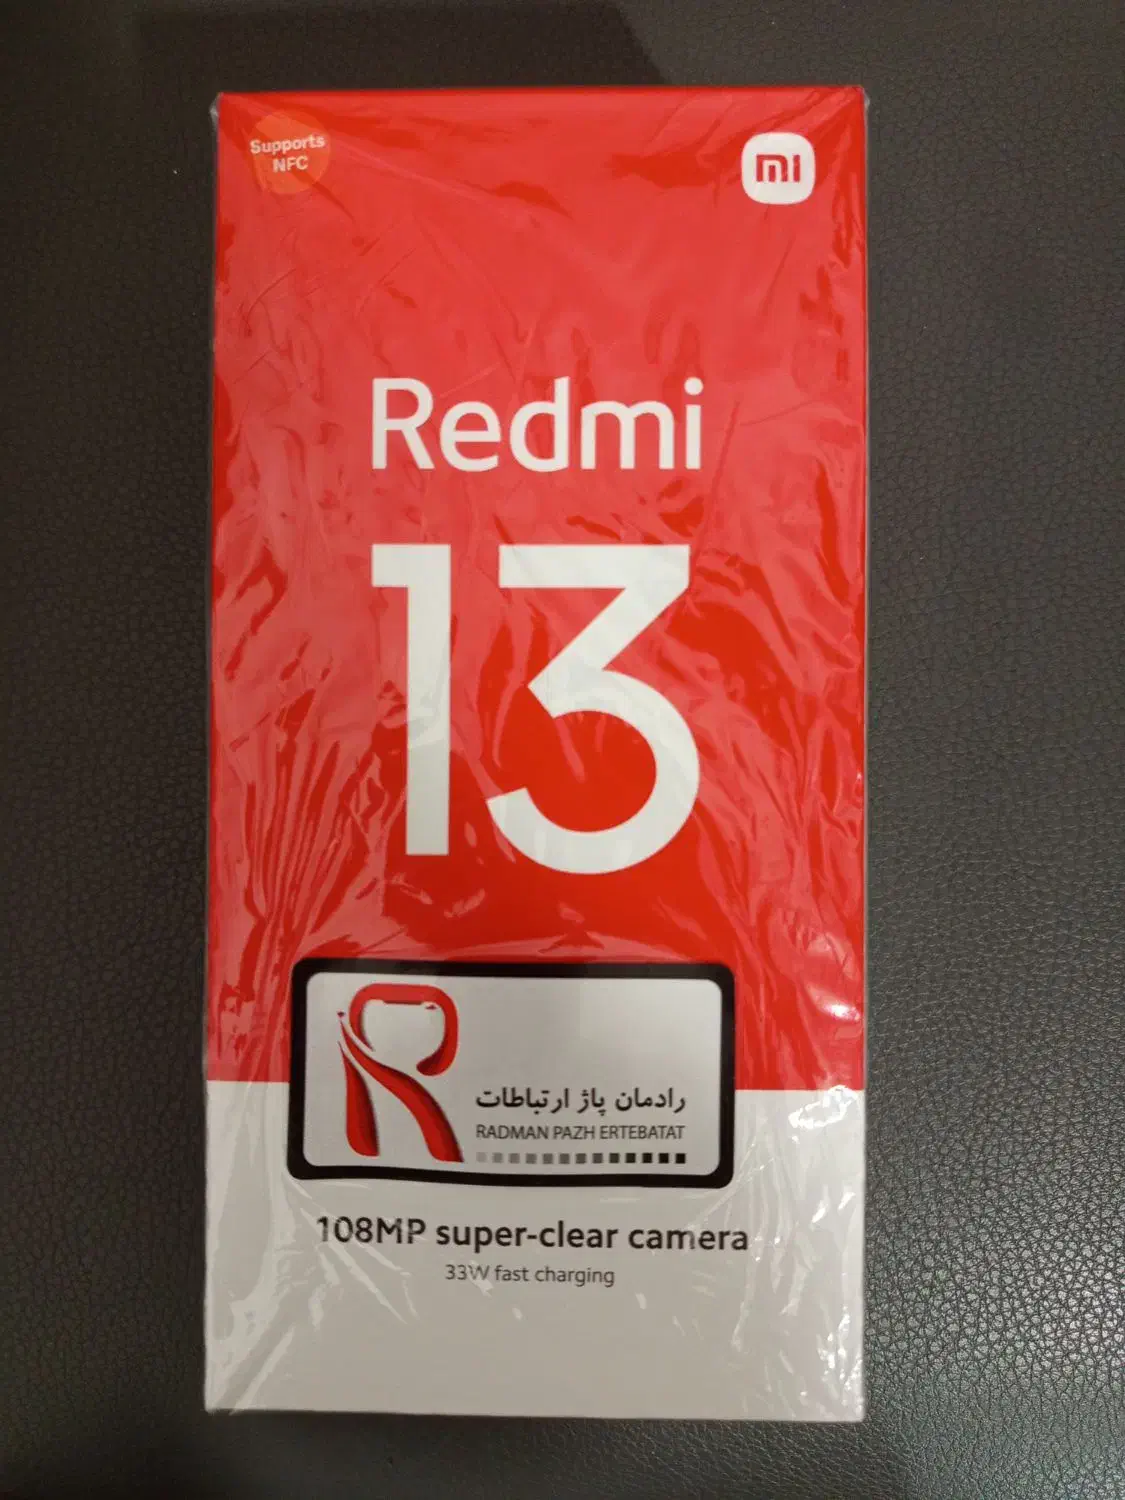 Supports
NFC
mi
Redmi
13
رادمان پاژ ارتباطات
RADMAN PAZH ERTEBATAT
108MP super-clear camera
33W fast charging